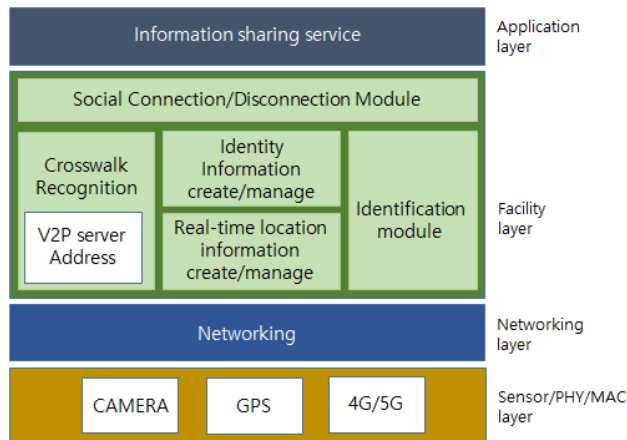 Information sharing service
Application
layer
Social Connection/Disconnection Module
Crosswalk
Recognition
V2P server
Address
Identity
Information
create/manage
Real-time location
information
create/manage
Identification
module
Facility
layer
Networking
Networking
layer
CAMERA
GPS
4G/5G
Sensor/PHY/MAC
layer